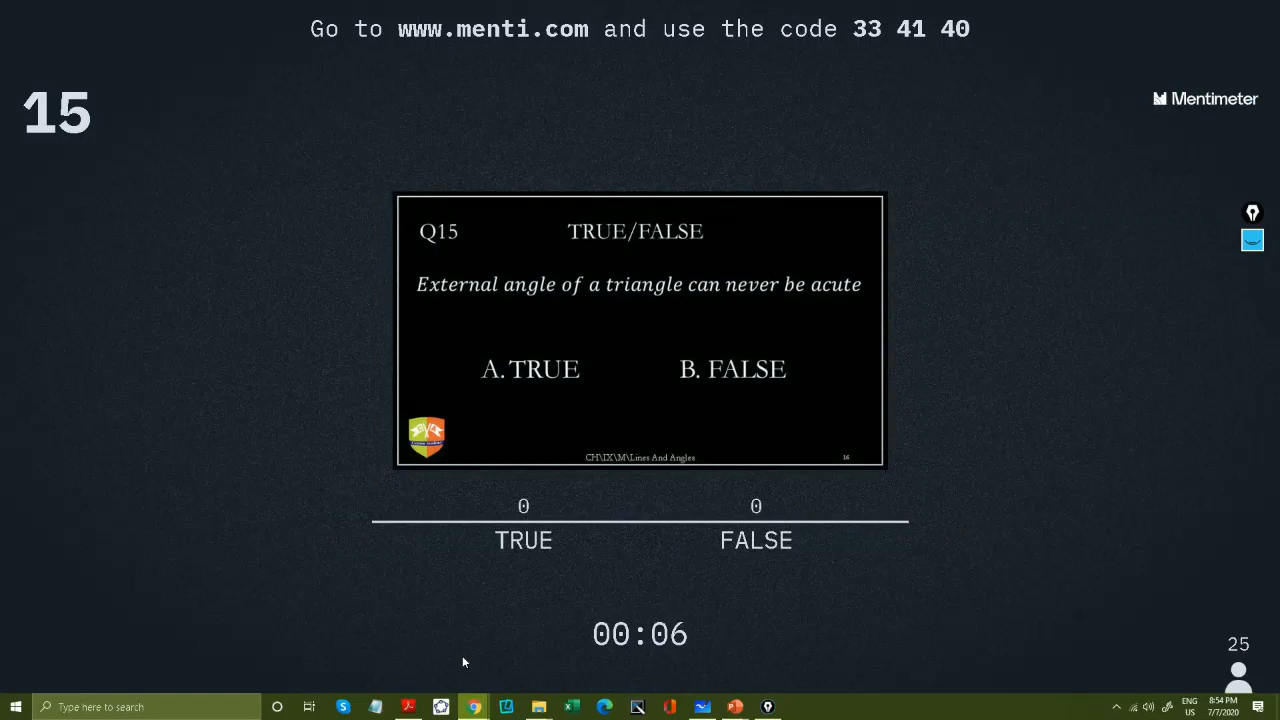 Go to www.menti.com and use the code 33 41 40
15
Mentimeter
Q15 TRUE/FALSE
External angle of a triangle can never be acute
A. TRUE B. FALSE
CH\IX\M\Lines And Angles 16
0 0
TRUE FALSE
00:06
25
Type here to search
ENG
US
8:54 PM
7/7/2020